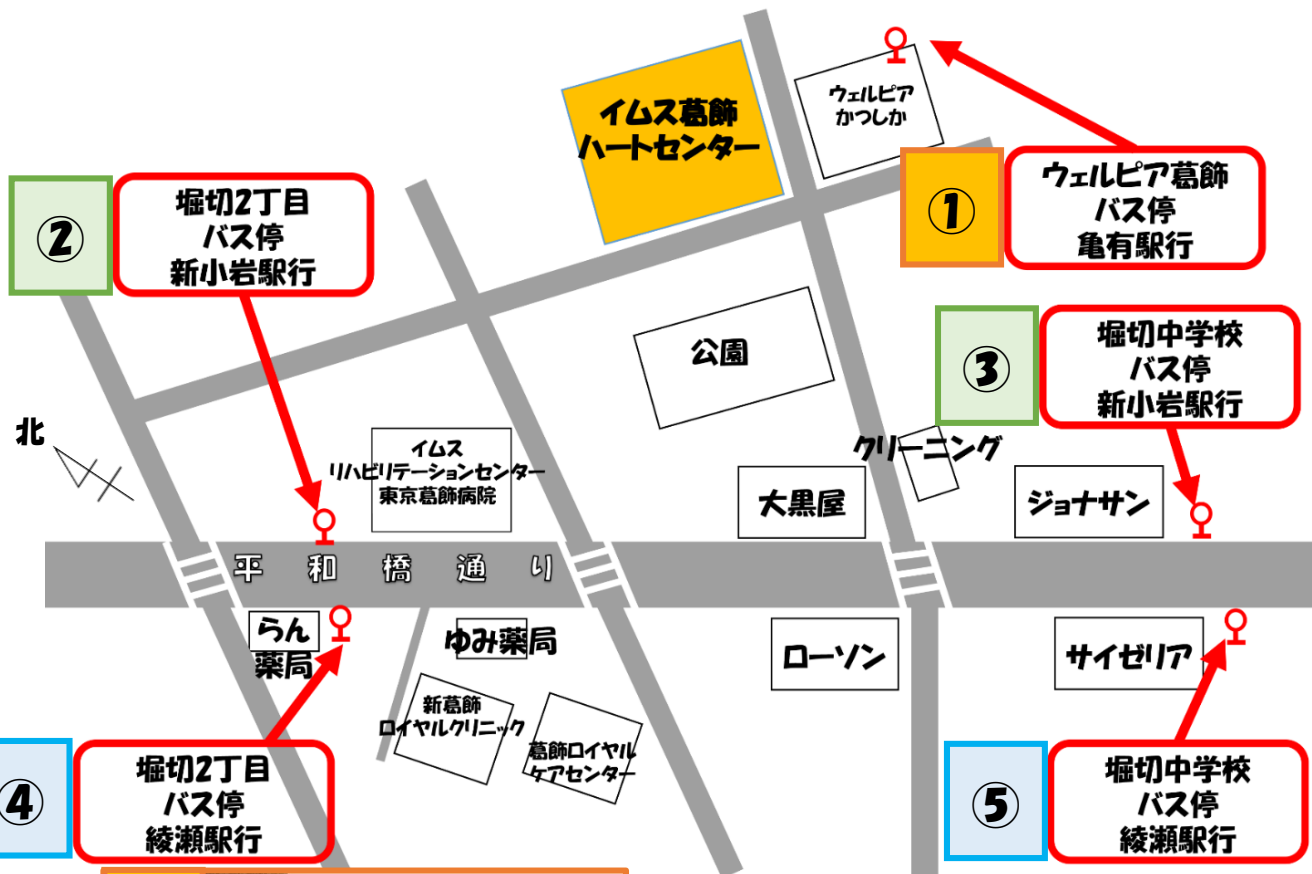 イムス葛飾
ハートセンター
ウェルピア
かつしか
①
ウェルピア葛飾
バス停
亀有駅行
②
堀切2丁目
バス停
新小岩駅行
公園
③
堀切中学校
バス停
新小岩駅行
北
イムス
リハビリテーションセンター
東京葛飾病院
クリーニング
大黒屋
ジョナサン
平和橋通り
らん
薬局
ゆみ薬局
ローソン
サイゼリア
新葛飾
ロイヤルクリニック
葛飾ロイヤル
ケアセンター
④
堀切2丁目
バス停
綾瀬駅行
⑤
堀切中学校
バス停
綾瀬駅行